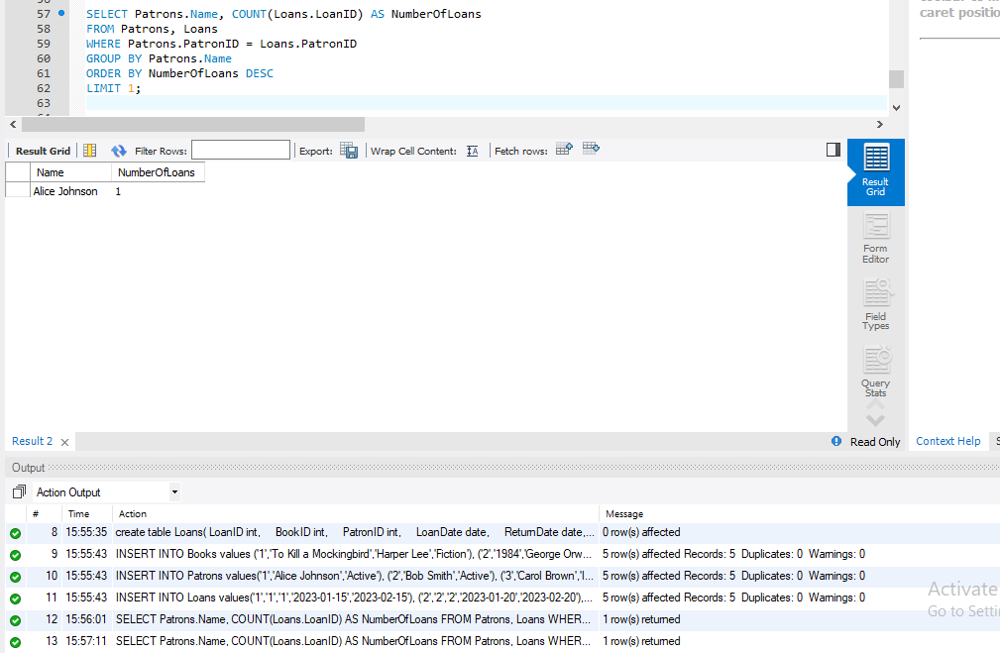 57 SELECT Patrons.Name, COUNT(Loans.LoanID) AS NumberOfLoans
58 FROM Patrons, Loans
59 WHERE Patrons.PatronID = Loans.PatronID
60 GROUP BY Patrons.Name
61 ORDER BY NumberOfLoans DESC
62 LIMIT 1;
63
caret positio
Result Grid Filter Rows: Export: Wrap Cell Content: Fetch rows:
Name NumberOfLoans
Alice Johnson 1
Result
Grid
Form
Editor
Field
Types
Query
Stats
Result 2 Read Only Context Help S
Output
Action Output
# Time Action Message
8 15:55:35 create table Loans( LoanID int, BookID int, PatronID int, LoanDate date, ReturnDate date,... 0 row(s) affected
9 15:55:43 INSERT INTO Books values ('1','To Kill a Mockingbird','Harper Lee','Fiction'), ('2','1984','George Orw... 5 row(s) affected Records: 5 Duplicates: 0 Warnings: 0
10 15:55:43 INSERT INTO Patrons values('1','Alice Johnson','Active'), ('2','Bob Smith','Active'), ('3','Carol Brown','I... 5 row(s) affected Records: 5 Duplicates: 0 Warnings: 0
11 15:55:43 INSERT INTO Loans values('1','1','1','2023-01-15','2023-02-15'), ('2','2','2','2023-01-20','2023-02-20'),... 5 row(s) affected Records: 5 Duplicates: 0 Warnings: 0
12 15:56:01 SELECT Patrons.Name, COUNT(Loans.LoanID) AS NumberOfLoans FROM Patrons, Loans WHER... 1 row(s) returned
13 15:57:11 SELECT Patrons.Name, COUNT(Loans.LoanID) AS NumberOfLoans FROM Patrons, Loans WHER... 1 row(s) returned
Activate
Go to Setti